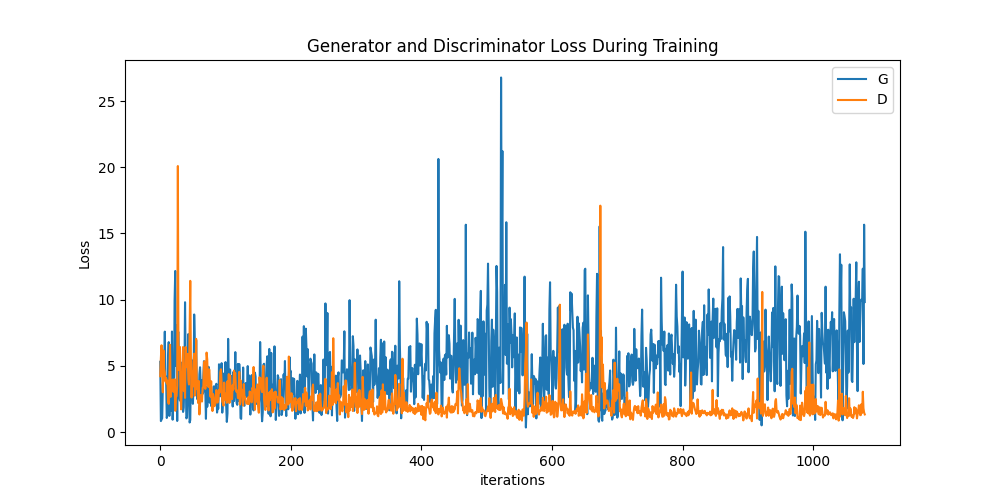 Generator and Discriminator Loss During Training
G
D
25
20
15
10
5
0
Loss
0 200 400 600 800 1000
iterations